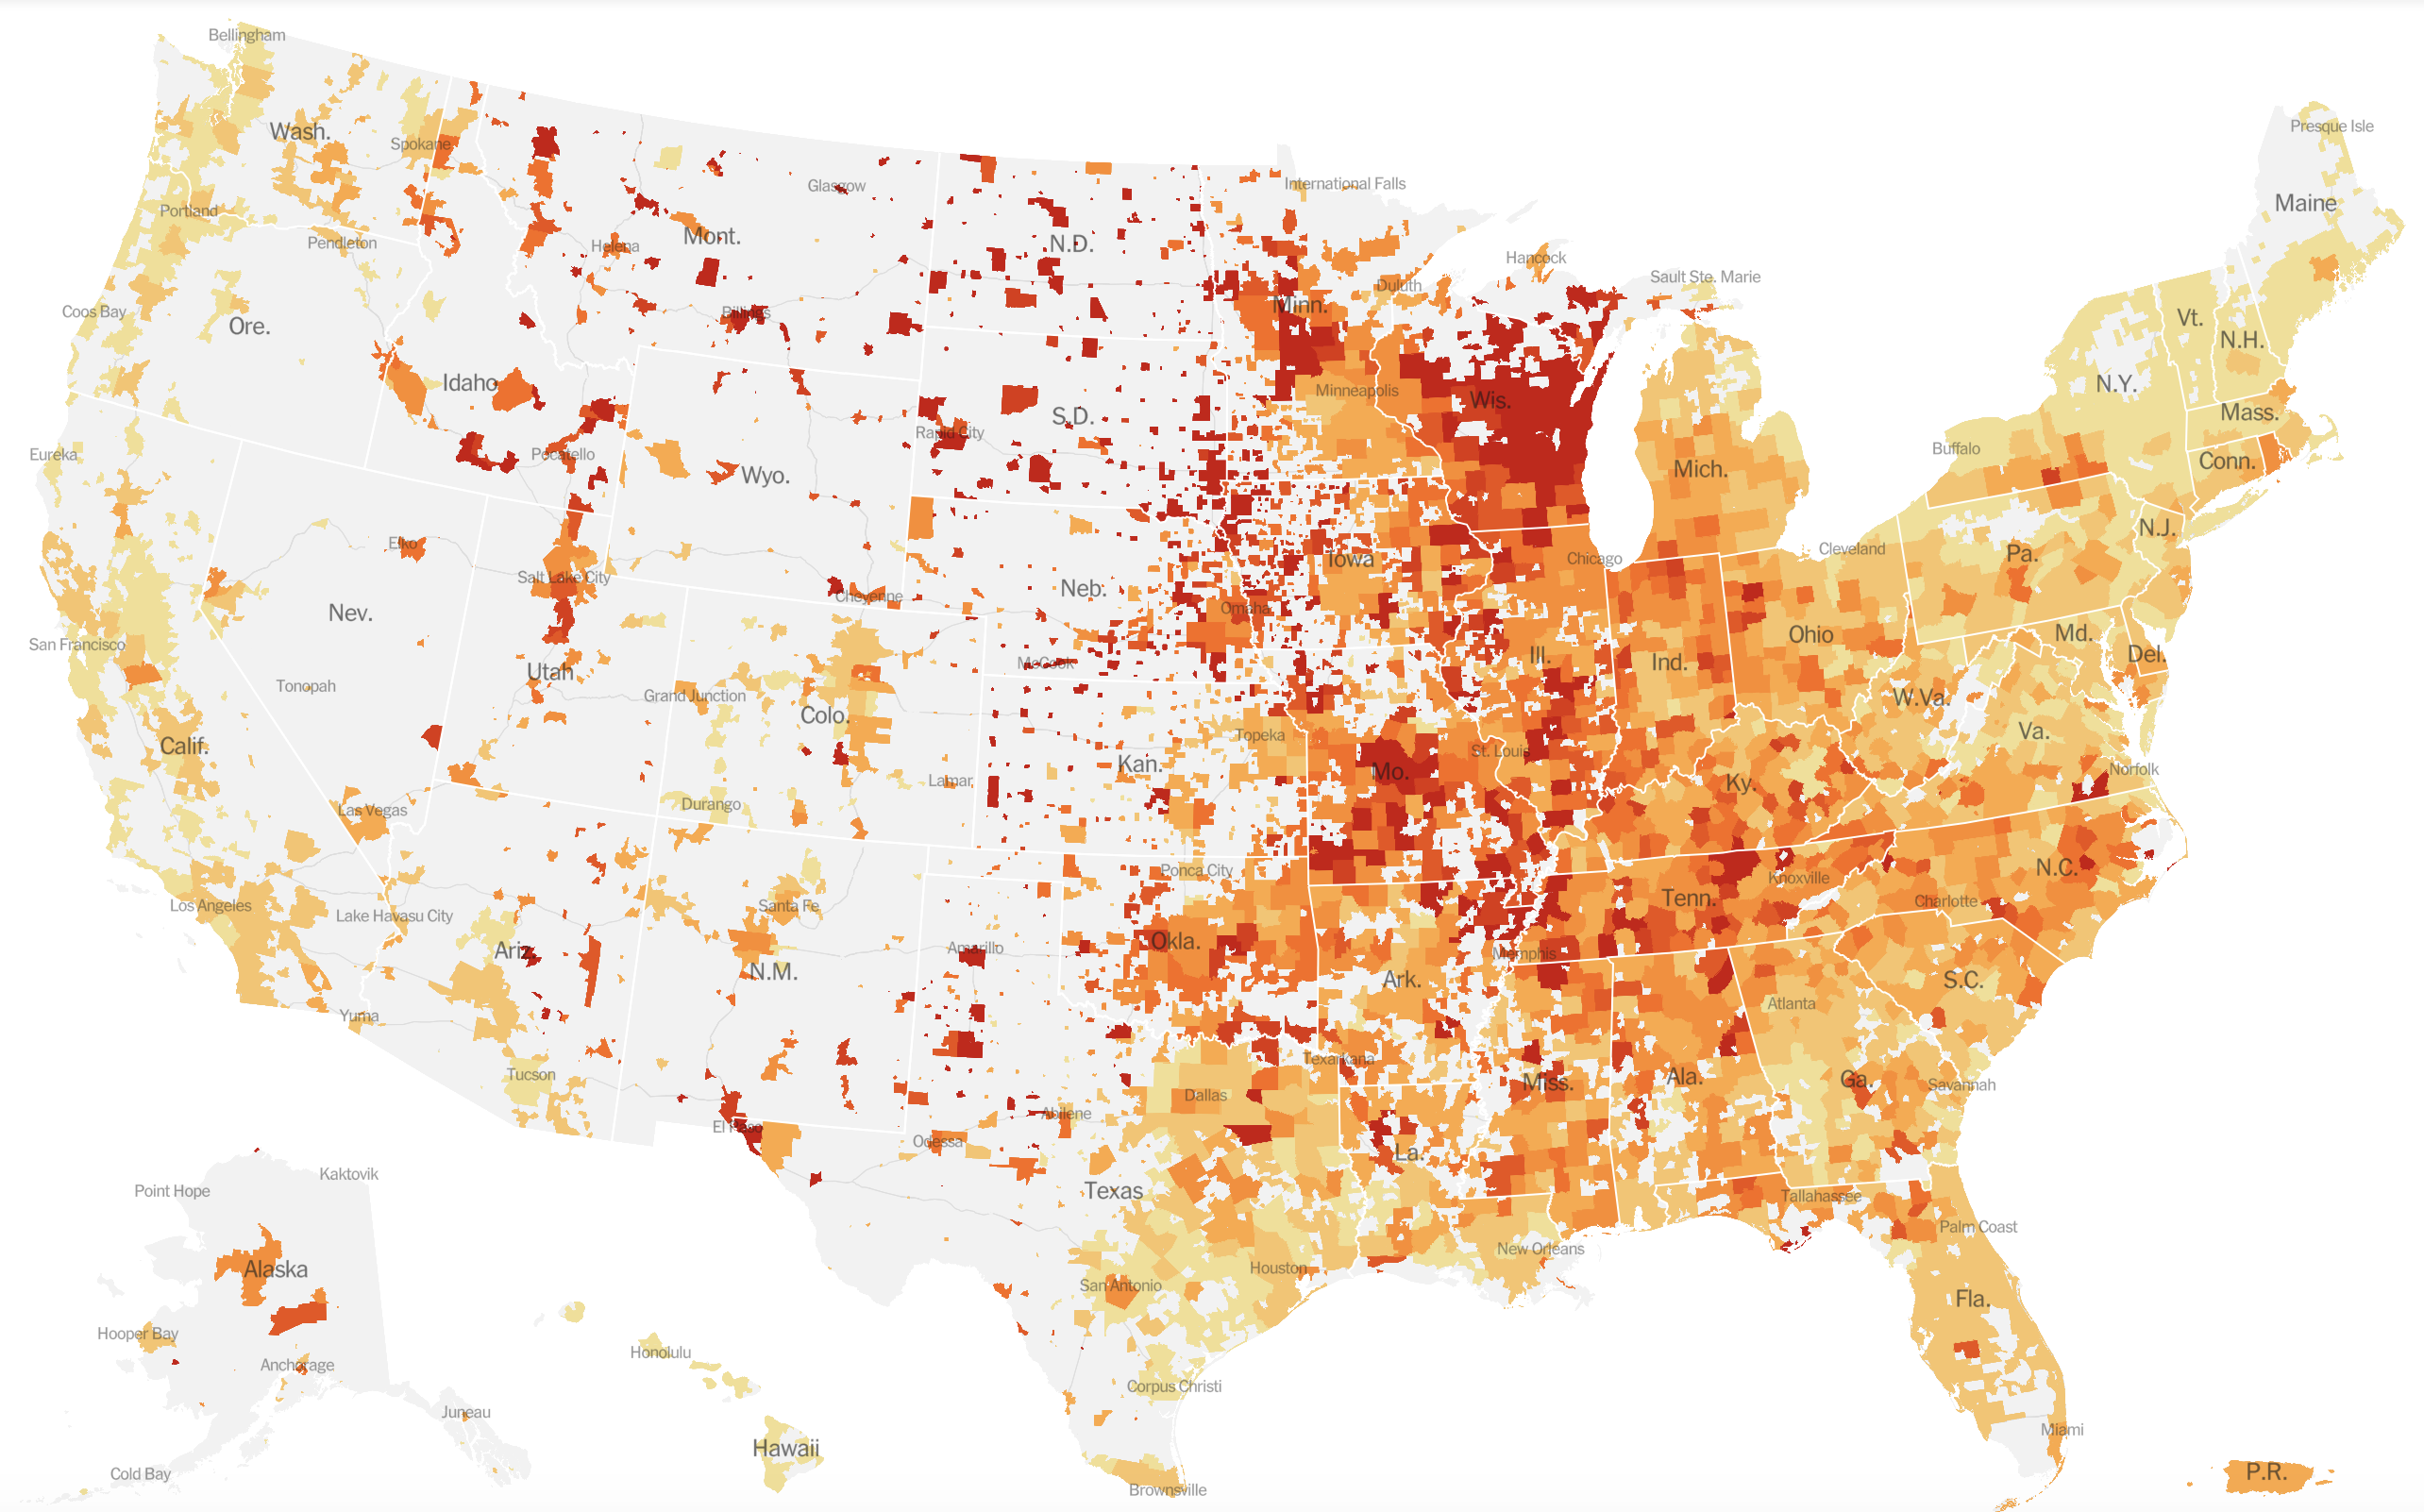 Bellingham
Presque Isle
Wash.
Spokane
Glasgow
International Falls
Maine
Portland
Pendleton
Helena
Mont.
N.D.
Hancock
Sault Ste. Marie
Duluth
Coos Bay
Ore.
Billings
Minn.
Vt.
N.H.
Idaho
Minneapolis
Wis.
N.Y.
Mass.
S.D.
Rapid City
Eureka
Pocatello
Wyo.
Mich.
Buffalo
Conn.
Elko
Salt Lake City
Iowa
Chicago
Cleveland
Pa.
N.J.
Nev.
Cheyenne
Neb.
Omaha
San Francisco
Utah
McCook
Ill.
Ind.
Ohio
Md.
Del.
Tonopah
Grand Junction
Colo.
W.Va.
Calif.
Topeka
St. Louis
Va.
Kan.
Mo.
Ky.
Norfolk
Las Vegas
Durango
Lamar
Ponca City
Knoxville
N.C.
Los Angeles
Lake Havasu City
Santa Fe
Tenn.
Charlotte
Ariz.
N.M.
Amarillo
Okla.
Memphis
Ark.
S.C.
Yuma
Atlanta
Tucson
Texarkana
Dallas
Miss.
Ala.
Ga.
Savannah
El Paso
Odessa
Abilene
La.
Point Hope
Kaktovik
Texas
Tallahassee
Palm Coast
Alaska
San Antonio
Houston
New Orleans
Fla.
Hooper Bay
Anchorage
Honolulu
Corpus Christi
Juneau
Miami
Hawaii
Cold Bay
Brownsville
P.R.